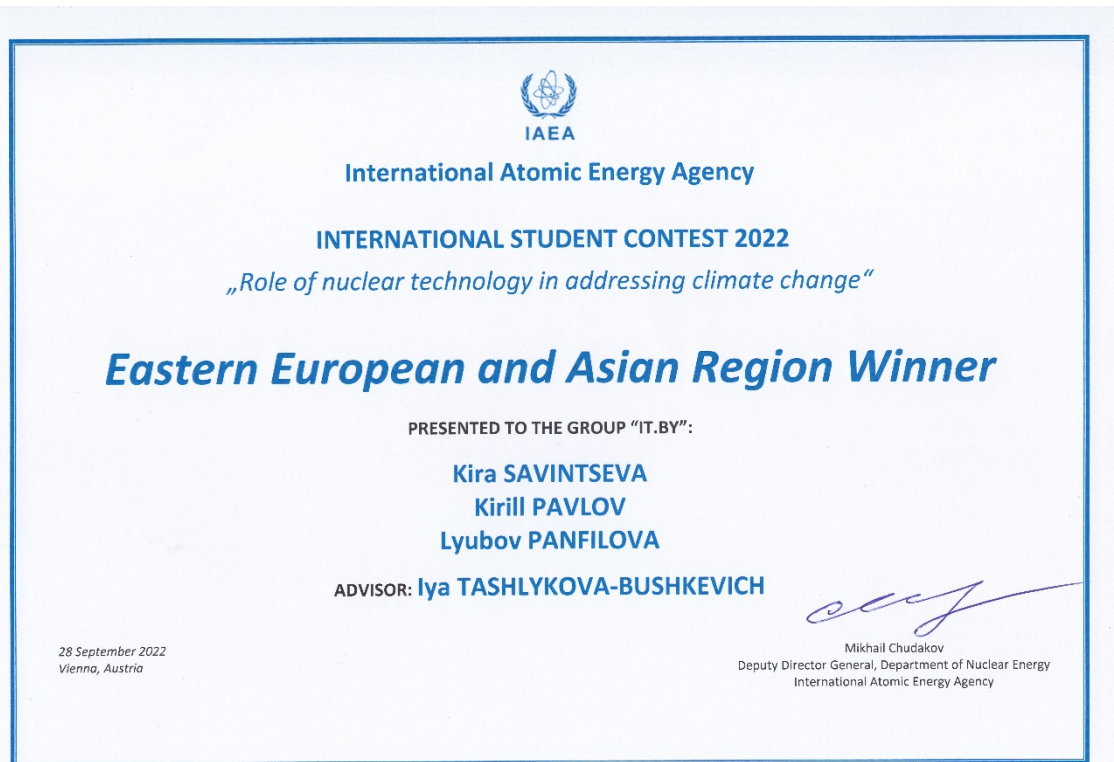 IAEA
International Atomic Energy Agency
INTERNATIONAL STUDENT CONTEST 2022
„Role of nuclear technology in addressing climate change“
Eastern European and Asian Region Winner
PRESENTED TO THE GROUP “IT.BY”:
Kira SAVINTSEVA
Kirill PAVLOV
Lyubov PANFILOVA
ADVISOR: Iya TASHLYKOVA-BUSHKEVICH
28 September 2022
Vienna, Austria
Mikhail Chudakov
Deputy Director General, Department of Nuclear Energy
International Atomic Energy Agency